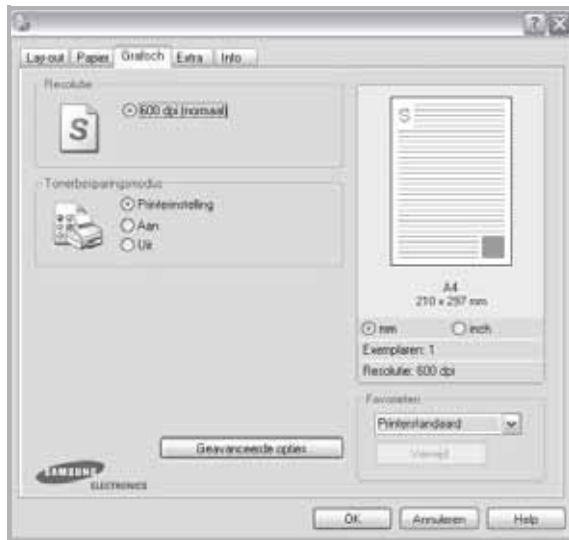 Lay-out Papier Grafisch Extra Info
Resolutie
600 dpi (normaal)
S
S
Tonerbesparingsmodus
Printerinstelling
Aan
Uit
A4
210 x 297 mm
mm inch
Exemplaren: 1
Resolutie: 600 dpi
Favorieten
Printerstandaard
Geavanceerde opties
SAMSUNG
ELECTRONICS
OK Annuleren Help